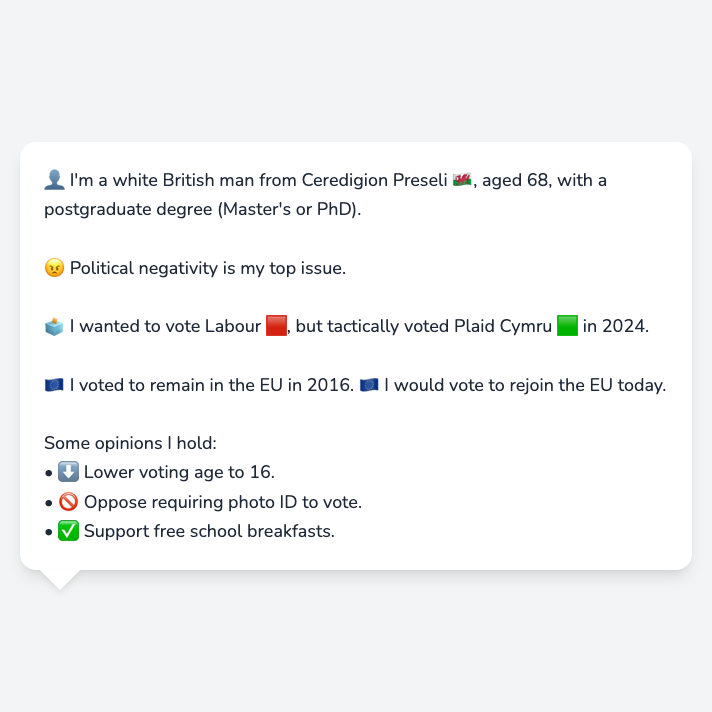 👤 I'm a white British man from Ceredigion Preseli 🏴󠁧󠁢󠁷󠁬󠁳󠁿, aged 68, with a
postgraduate degree (Master's or PhD).
😠 Political negativity is my top issue.
🗳️ I wanted to vote Labour 🟥, but tactically voted Plaid Cymru 🟩 in 2024.
🇪🇺 I voted to remain in the EU in 2016. 🇪🇺 I would vote to rejoin the EU today.
Some opinions I hold:
• ⬇️ Lower voting age to 16.
• 🚫 Oppose requiring photo ID to vote.
• ✅ Support free school breakfasts.